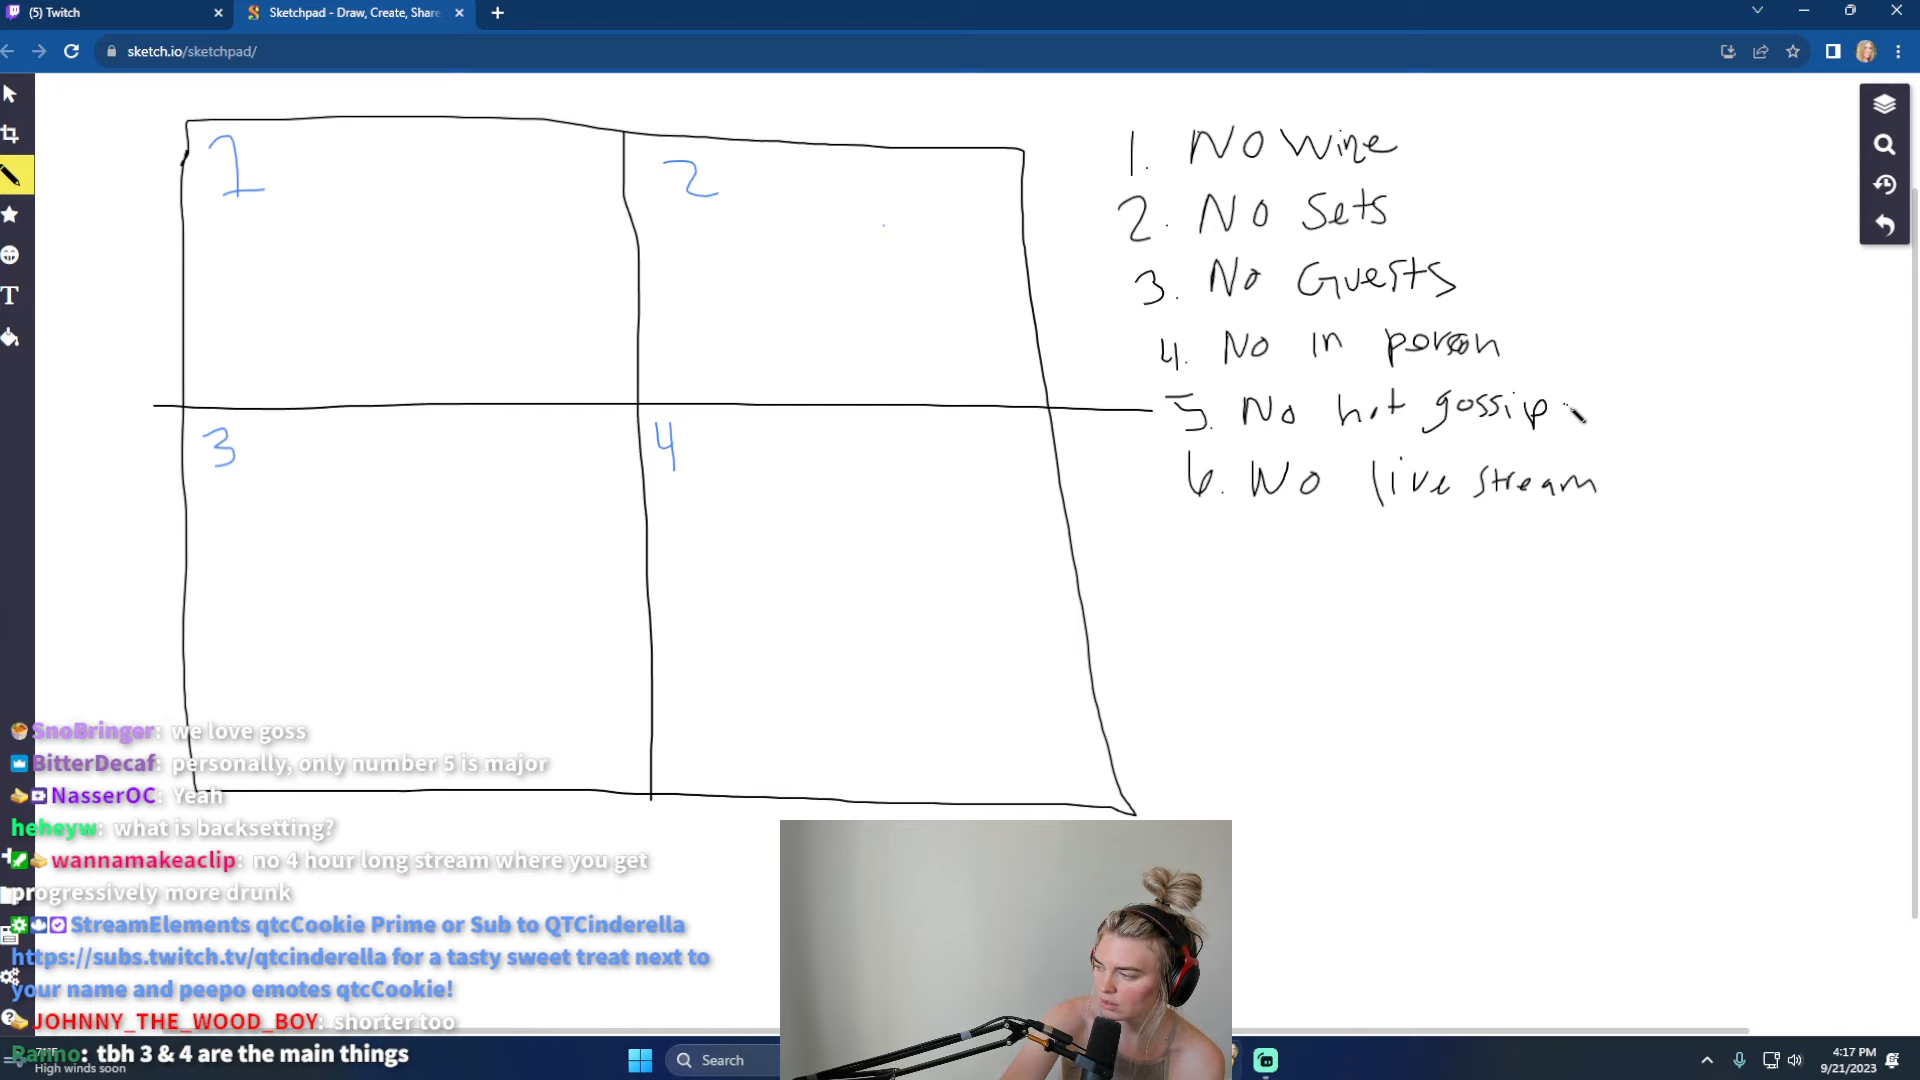 (5) Twitch
Sketchpad - Draw, Create, Share
sketch.io/sketchpad/
1
2
3
4
1. No Wine
2. No Sets
3. No Guests
4. No in person
5. No hot gossip
6. No live stream
SnoBringer: we love goss
BitterDecaf: personally, only number 5 is major
NasserOC: Yeah
heheyw: what is backsetting?
wannamakeaclip: no 4 hour long stream where you get
progressively more drunk
StreamElements qtcCookie Prime or Sub to QTCinderella
https://subs.twitch.tv/qtcinderella for a tasty sweet treat next to
your name and peepo emotes qtcCookie!
JOHNNY_THE_WOOD_BOY: shorter too
Ranno: tbh 3 & 4 are the main things
High winds soon
Search
4:17 PM
9/21/2023